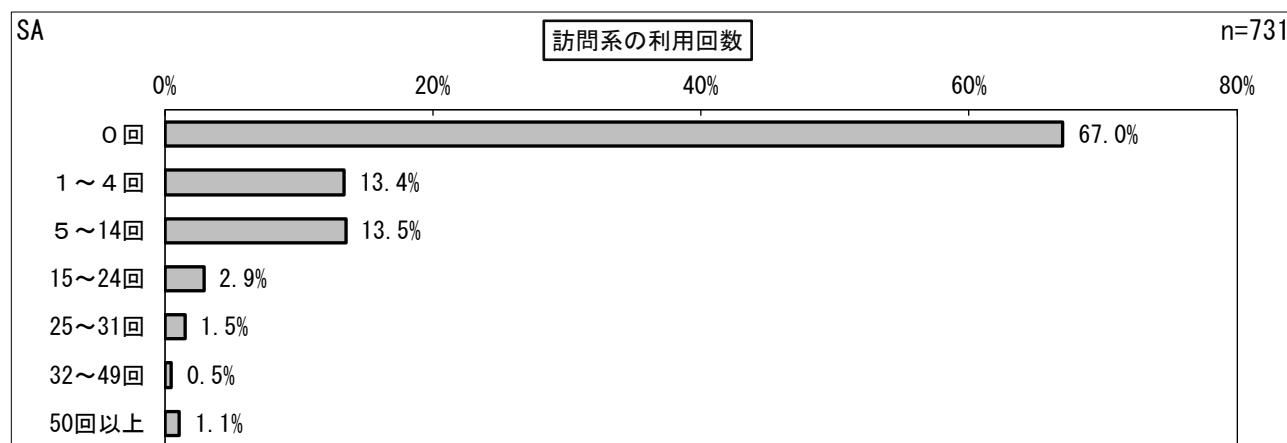 SA
訪問系の利用回数
n=731
0% 20% 40% 60% 80%
０回 67.0%
１～４回 13.4%
５～14回 13.5%
15～24回 2.9%
25～31回 1.5%
32～49回 0.5%
50回以上 1.1%